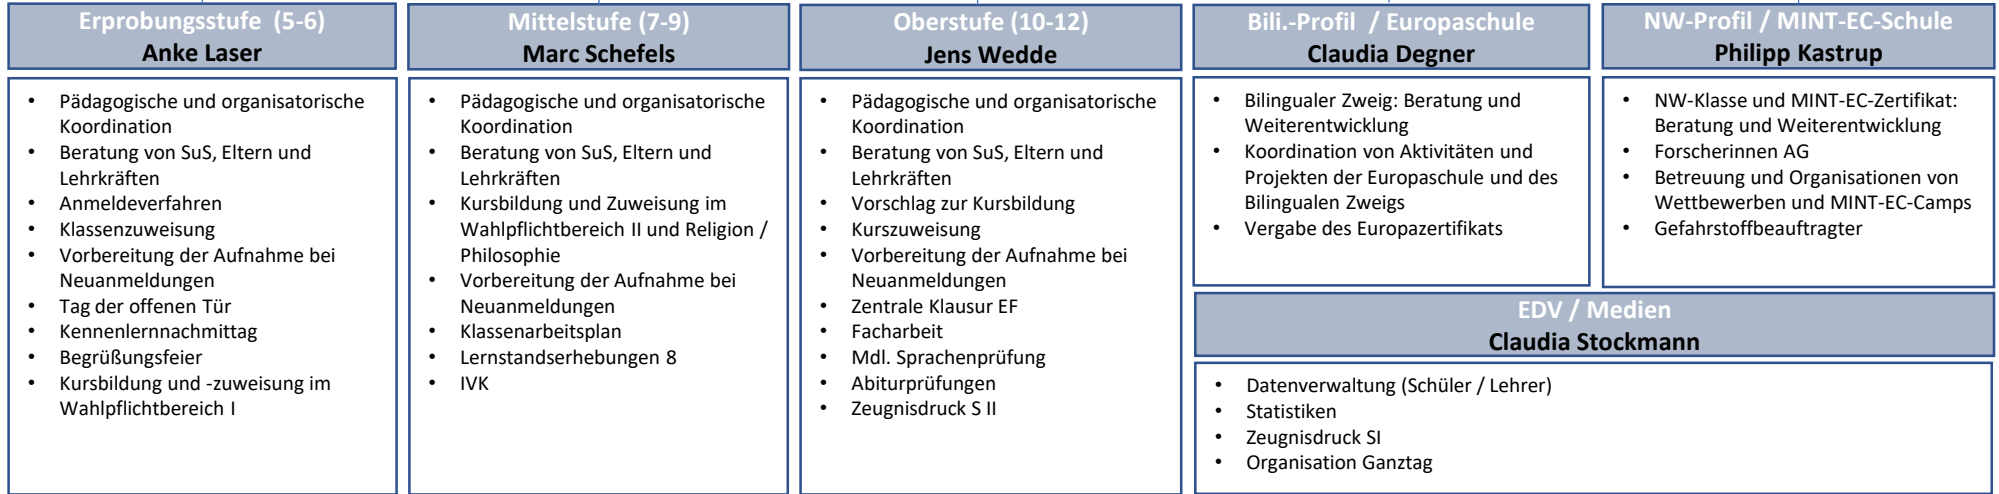 Erprobungsstufe (5-6)
Anke Laser
• Pädagogische und organisatorische
Koordination
• Beratung von SuS, Eltern und
Lehrkräften
• Anmeldeverfahren
• Klassenzuweisung
• Vorbereitung der Aufnahme bei
Neuanmeldungen
• Tag der offenen Tür
• Kennenlernnachmittag
• Begrüßungsfeier
• Kursbildung und -zuweisung im
Wahlpflichtbereich I
Mittelstufe (7-9)
Marc Schefels
• Pädagogische und organisatorische
Koordination
• Beratung von SuS, Eltern und
Lehrkräften
• Kursbildung und Zuweisung im
Wahlpflichtbereich II und Religion /
Philosophie
• Vorbereitung der Aufnahme bei
Neuanmeldungen
• Klassenarbeitsplan
• Lernstandserhebungen 8
• IVK
Oberstufe (10-12)
Jens Wedde
• Pädagogische und organisatorische
Koordination
• Beratung von SuS, Eltern und
Lehrkräften
• Vorschlag zur Kursbildung
• Kurszuweisung
• Vorbereitung der Aufnahme bei
Neuanmeldungen
• Zentrale Klausur EF
• Facharbeit
• Mdl. Sprachenprüfung
• Abiturprüfungen
• Zeugnisdruck S II
Bili.-Profil / Europaschule
Claudia Degner
• Bilingualer Zweig: Beratung und
Weiterentwicklung
• Koordination von Aktivitäten und
Projekten der Europaschule und des
Bilingualen Zweigs
• Vergabe des Europazertifikats
NW-Profil / MINT-EC-Schule
Philipp Kastrup
• NW-Klasse und MINT-EC-Zertifikat:
Beratung und Weiterentwicklung
• Forscherinnen AG
• Betreuung und Organisationen von
Wettbewerben und MINT-EC-Camps
• Gefahrstoffbeauftragter
EDV / Medien
Claudia Stockmann
• Datenverwaltung (Schüler / Lehrer)
• Statistiken
• Zeugnisdruck SI
• Organisation Ganztag